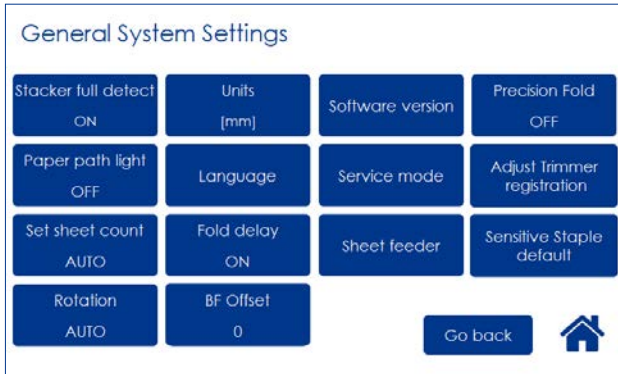 General System Settings
Stacker full detect
ON
Units
[mm]
Software version
Precision Fold
OFF
Paper path light
OFF
Language
Service mode
Adjust Trimmer
registration
Set sheet count
AUTO
Fold delay
ON
Sheet feeder
Sensitive Staple
default
Rotation
AUTO
BF Offset
0
Go back